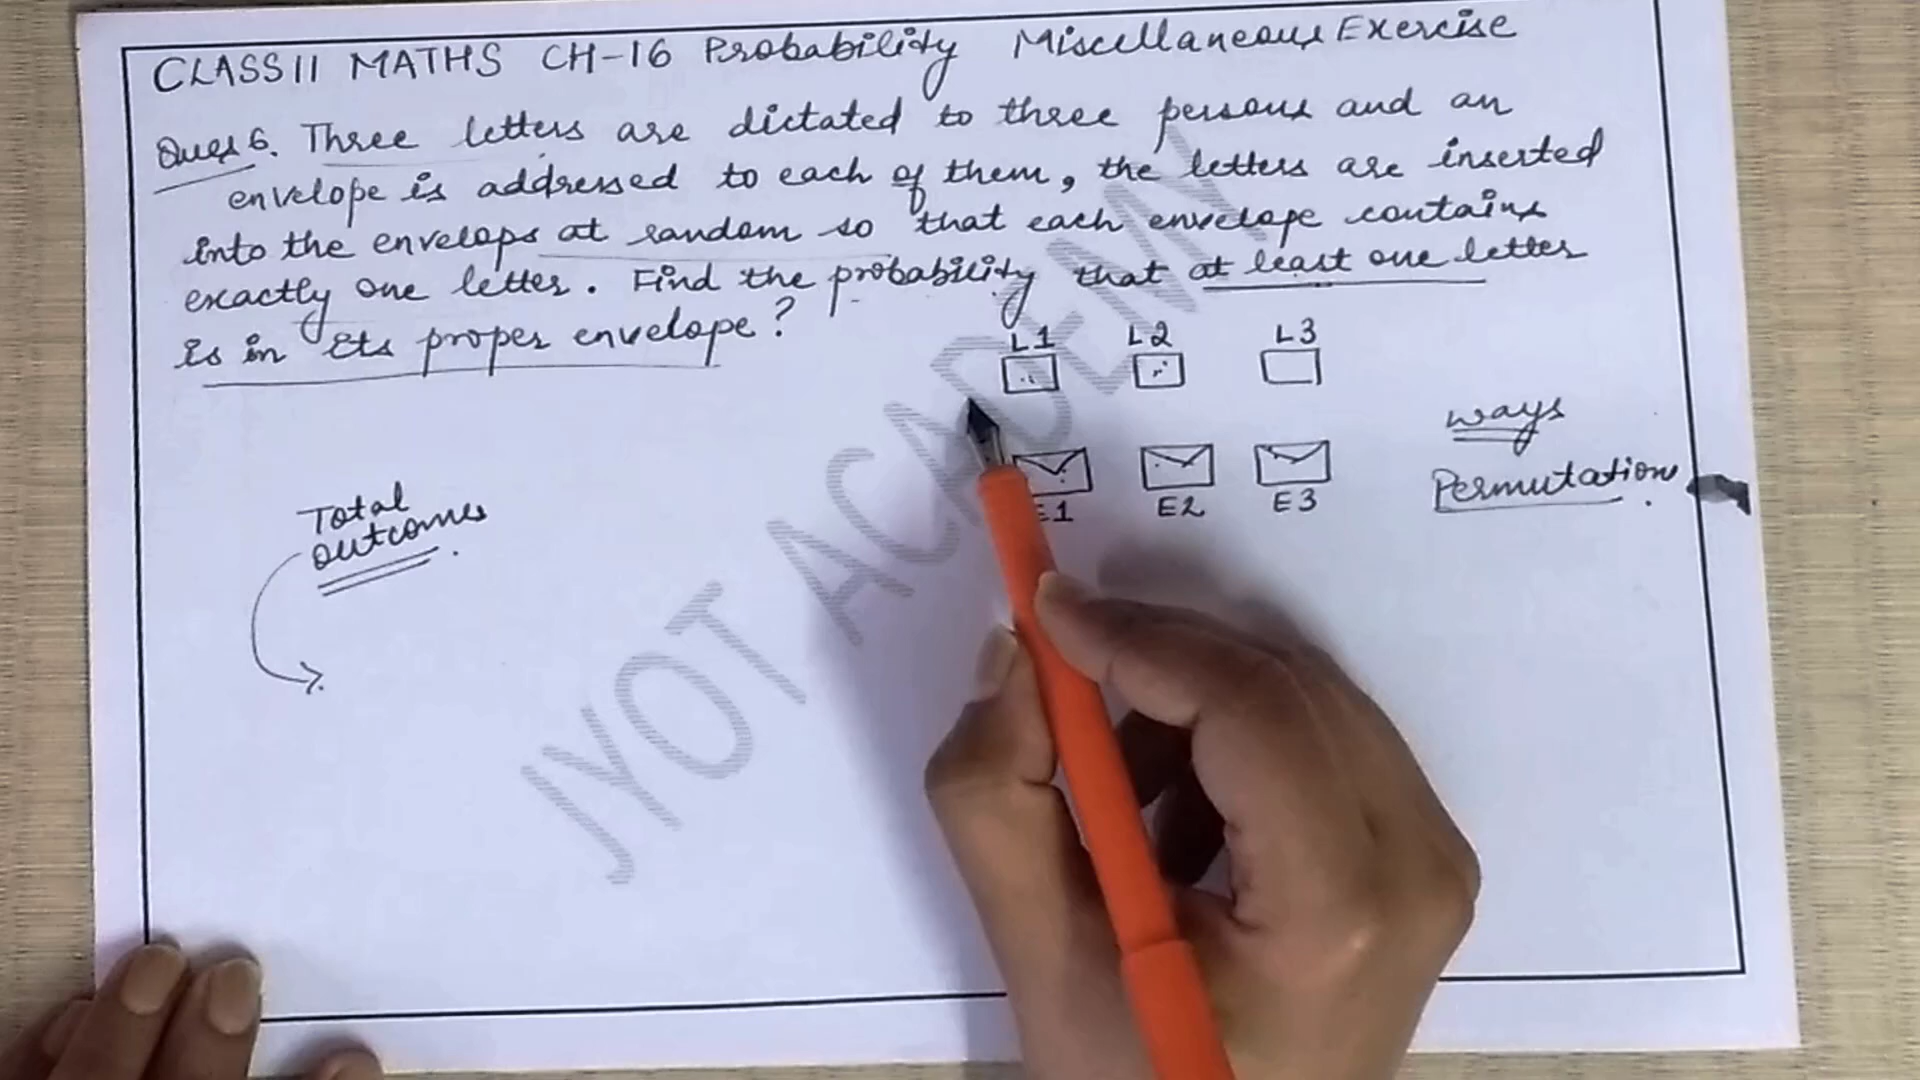 CLASS 11 MATHS CH-16 Probability Miscellaneous Exercise
Ques 6. Three letters are dictated to three persons and an
envelope is addressed to each of them, the letters are inserted
into the envelops at random so that each envelope contains
exactly one letter. Find the probability that at least one letter
is in its proper envelope?
L1 L2 L3
ways
Permutation
E1 E2 E3
Total
outcomes
JYOT ACADEMY